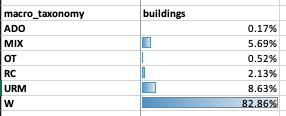 macro_taxonomy buildings
ADO 0.17%
MIX 5.69%
OT 0.52%
RC 2.13%
URM 8.63%
W 82.86%